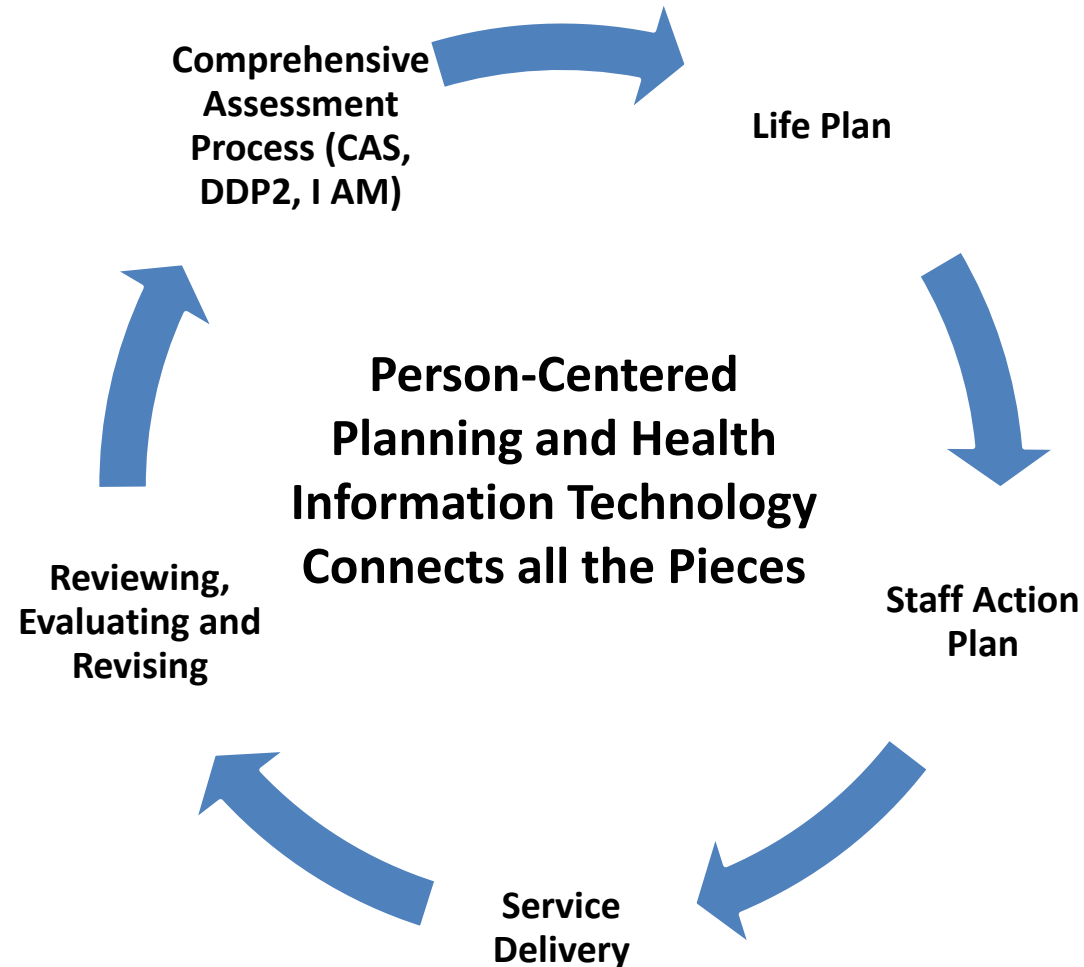 Comprehensive
Assessment
Process (CAS,
DDP2, I AM)
Life Plan
Staff Action
Plan
Service
Delivery
Reviewing,
Evaluating and
Revising
Person-Centered
Planning and Health
Information Technology
Connects all the Pieces